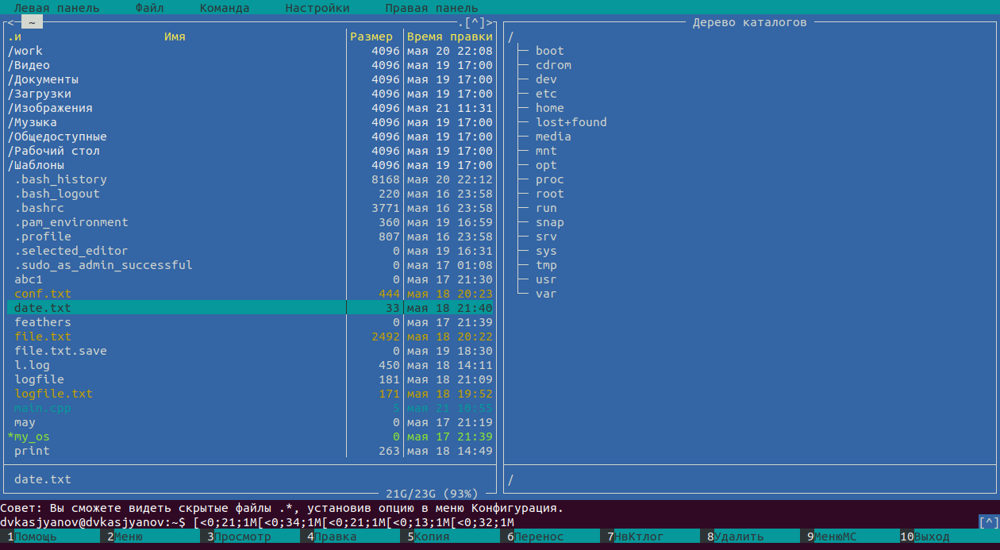 Левая панель Файл Команда Настройки Правая панель
<- ~ .[^]>
.и Имя Размер Время правки
/work 4096 мая 20 22:08
/Видео 4096 мая 19 17:00
/Документы 4096 мая 19 17:00
/Загрузки 4096 мая 19 17:00
/Изображения 4096 мая 21 11:31
/Музыка 4096 мая 19 17:00
/Общедоступные 4096 мая 19 17:00
/Рабочий стол 4096 мая 19 17:00
/Шаблоны 4096 мая 19 17:00
.bash_history 8168 мая 20 22:12
.bash_logout 220 мая 16 23:58
.bashrc 3771 мая 16 23:58
.pam_environment 360 мая 19 16:59
.profile 807 мая 16 23:58
.selected_editor 0 мая 19 16:31
.sudo_as_admin_successful 0 мая 17 01:08
abc1 0 мая 17 21:30
conf.txt 444 мая 18 20:23
date.txt 33 мая 18 21:40
feathers 0 мая 17 21:39
file.txt 2492 мая 18 20:22
file.txt.save 0 мая 19 18:30
l.log 450 мая 18 14:11
logfile 181 мая 18 21:09
logfile.txt 171 мая 18 19:52
main.cpp 5 мая 21 10:55
may 0 мая 17 21:19
*my_os 0 мая 17 21:39
print 263 мая 18 14:49
date.txt
21G/23G (93%)
Дерево каталогов
/
boot
cdrom
dev
etc
home
lost+found
media
mnt
opt
proc
root
run
snap
srv
sys
tmp
usr
var
/
Совет: Вы сможете видеть скрытые файлы .*, установив опцию в меню Конфигурация.
dvkasjyanov@dvkasjyanov:~$ [<0;21;1M[<0;34;1M[<0;21;1M[<0;13;1M[<0;32;1M [^]
1Помощь 2Меню 3Просмотр 4Правка 5Копия 6Перенос 7НвКтлог 8Удалить 9МенюМС 10Выход